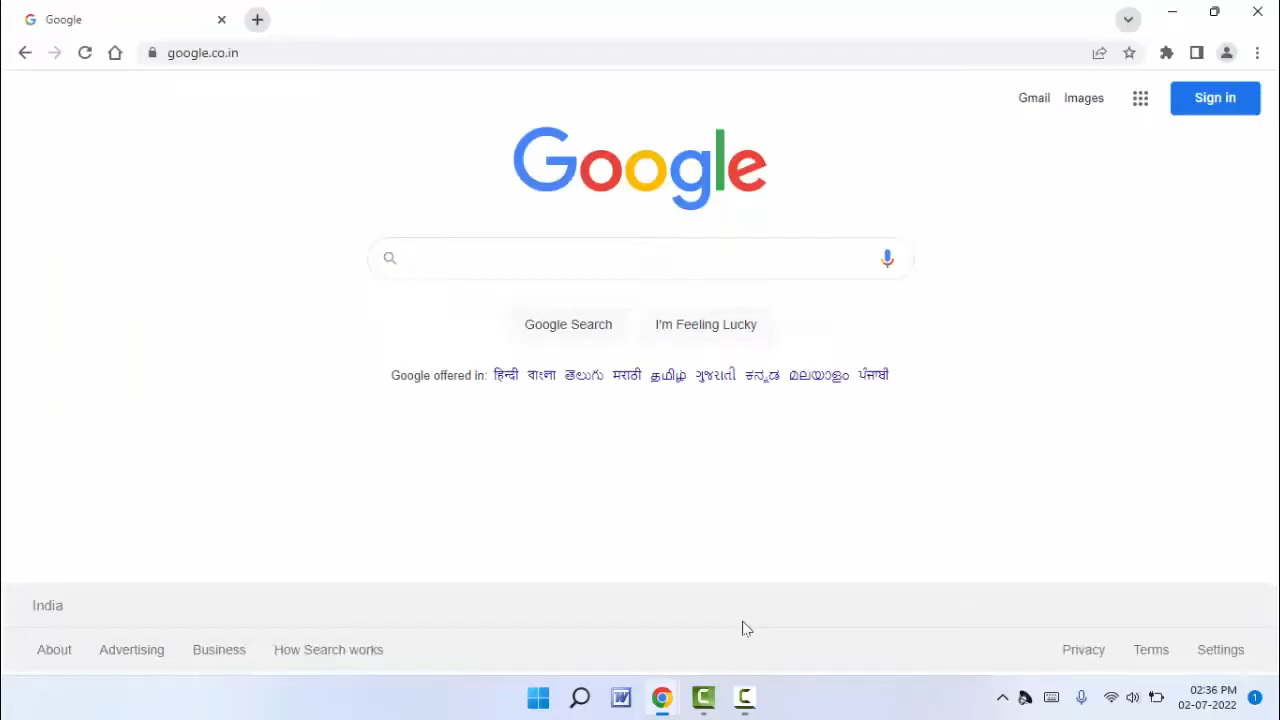 Google
google.co.in
Gmail Images Sign in
Google
Google Search I'm Feeling Lucky
Google offered in: हिन्दी বাংলা తెలుగు मराठी தமிழ் ગુજરાતી ಕನ್ನಡ മലയാളം ਪੰਜਾਬੀ
India
About Advertising Business How Search works Privacy Terms Settings
02:36 PM
02-07-2022 1